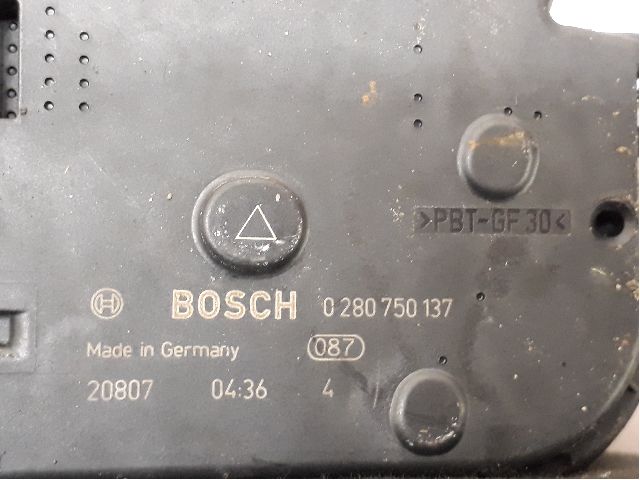 >PBT-GF 30<
BOSCH 0 280 750 137
Made in Germany 087
20807 04:36 4